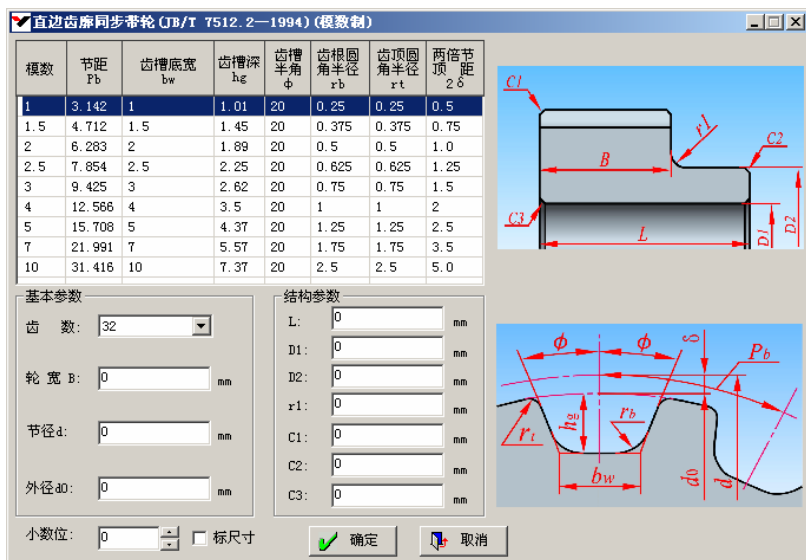 直边齿廓同步带轮(JB/T 7512.2—1994)(模数制)
模数 节距 Pb 齿槽底宽 bw 齿槽深 hg 齿槽半角 φ 齿根圆角半径 rb 齿顶圆角半径 rt 两倍节顶距 2δ
1 3.142 1 1.01 20 0.25 0.25 0.5
1.5 4.712 1.5 1.45 20 0.375 0.375 0.75
2 6.283 2 1.89 20 0.5 0.5 1.0
2.5 7.854 2.5 2.25 20 0.625 0.625 1.25
3 9.425 3 2.62 20 0.75 0.75 1.5
4 12.566 4 3.5 20 1 1 2
5 15.708 5 4.37 20 1.25 1.25 2.5
7 21.991 7 5.57 20 1.75 1.75 3.5
10 31.416 10 7.37 20 2.5 2.5 5.0
C1
r1
C2
B
C3
L
D1
D2
基本参数
齿 数: 32
轮 宽 B: 0 mm
节径d: 0 mm
外径d0: 0 mm
结构参数
L: 0 mm
D1: 0 mm
D2: 0 mm
r1: 0 mm
C1: 0 mm
C2: 0 mm
C3: 0 mm
φ φ δ
Pb
hg
rt
rb
bw
d0
d
小数位: 0 标尺寸 确定 取消